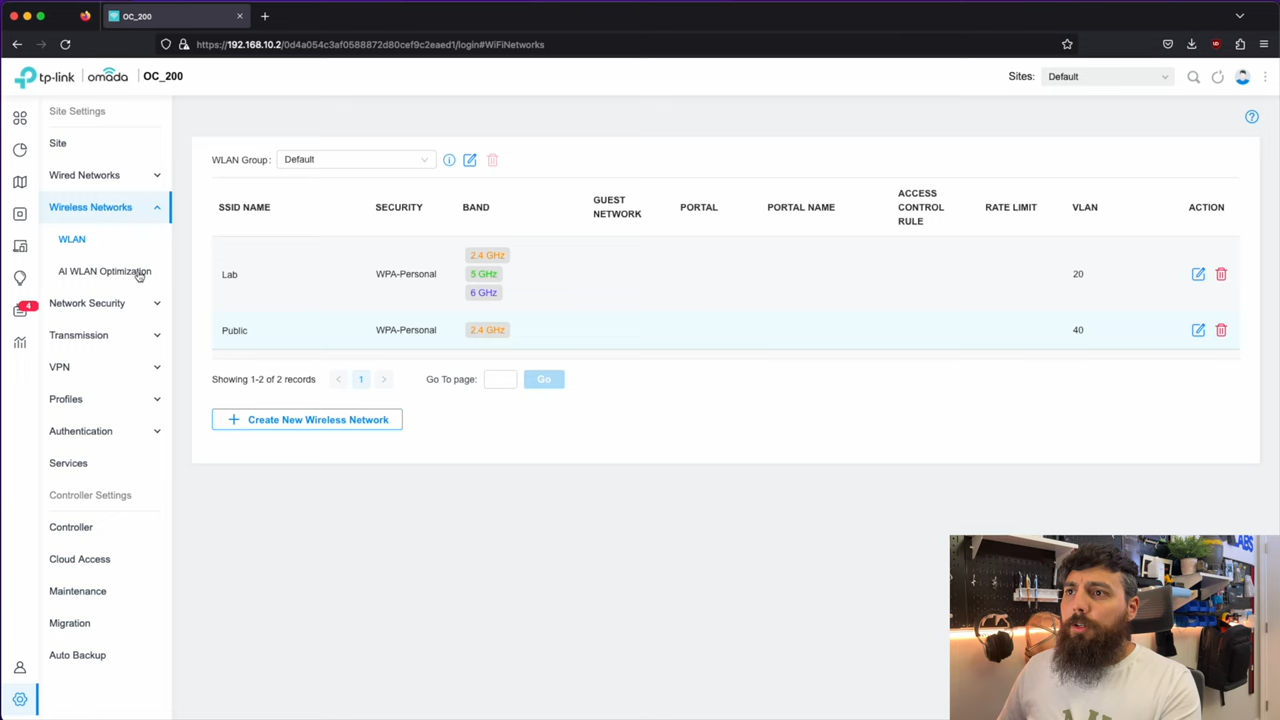 OC_200
https://192.168.10.2/0d4a054c3af0588872d80cef9c2eaed1/login#WiFiNetworks
tp-link omada OC_200
Sites: Default
Site Settings
Site
Wired Networks
Wireless Networks
WLAN
AI WLAN Optimization
Network Security
4
Transmission
VPN
Profiles
Authentication
Services
Controller Settings
Controller
Cloud Access
Maintenance
Migration
Auto Backup
WLAN Group: Default
SSID NAME SECURITY BAND GUEST NETWORK PORTAL PORTAL NAME ACCESS CONTROL RULE RATE LIMIT VLAN ACTION
2.4 GHz
Lab WPA-Personal 5 GHz 20
6 GHz
Public WPA-Personal 2.4 GHz 40
Showing 1-2 of 2 records < 1 > Go To page: Go
+ Create New Wireless Network